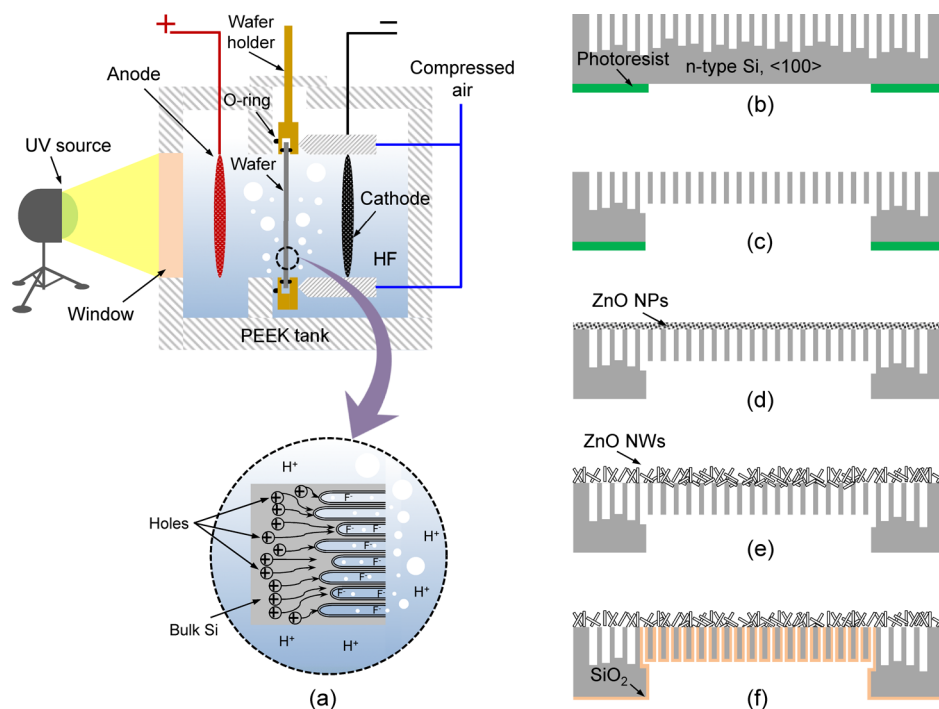 +
−
Wafer
holder
Anode
O-ring
Compressed
air
UV source
Wafer
Cathode
HF
Window
PEEK tank
H+
F-
Holes
F-
F-
F-
F-
H+
F-
F-
F-
F-
H+
F-
Bulk Si
H+
H+
(a)
n-type Si, <100>
Photoresist
(b)
(c)
ZnO NPs
(d)
ZnO NWs
(e)
SiO2
(f)